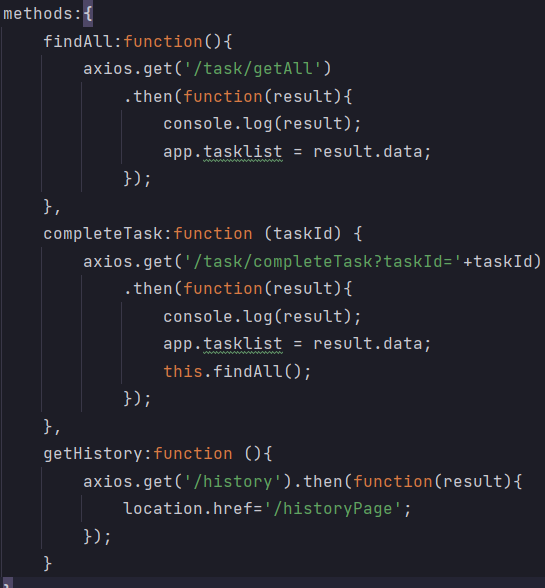 methods:{
    findAll:function(){
        axios.get('/task/getAll')
            .then(function(result){
                console.log(result);
                app.tasklist = result.data;
            });
    },
    completeTask:function (taskId) {
        axios.get('/task/completeTask?taskId='+taskId)
            .then(function(result){
                console.log(result);
                app.tasklist = result.data;
                this.findAll();
            });
    },
    getHistory:function (){
        axios.get('/history').then(function(result){
            location.href='/historyPage';
        });
    }
}